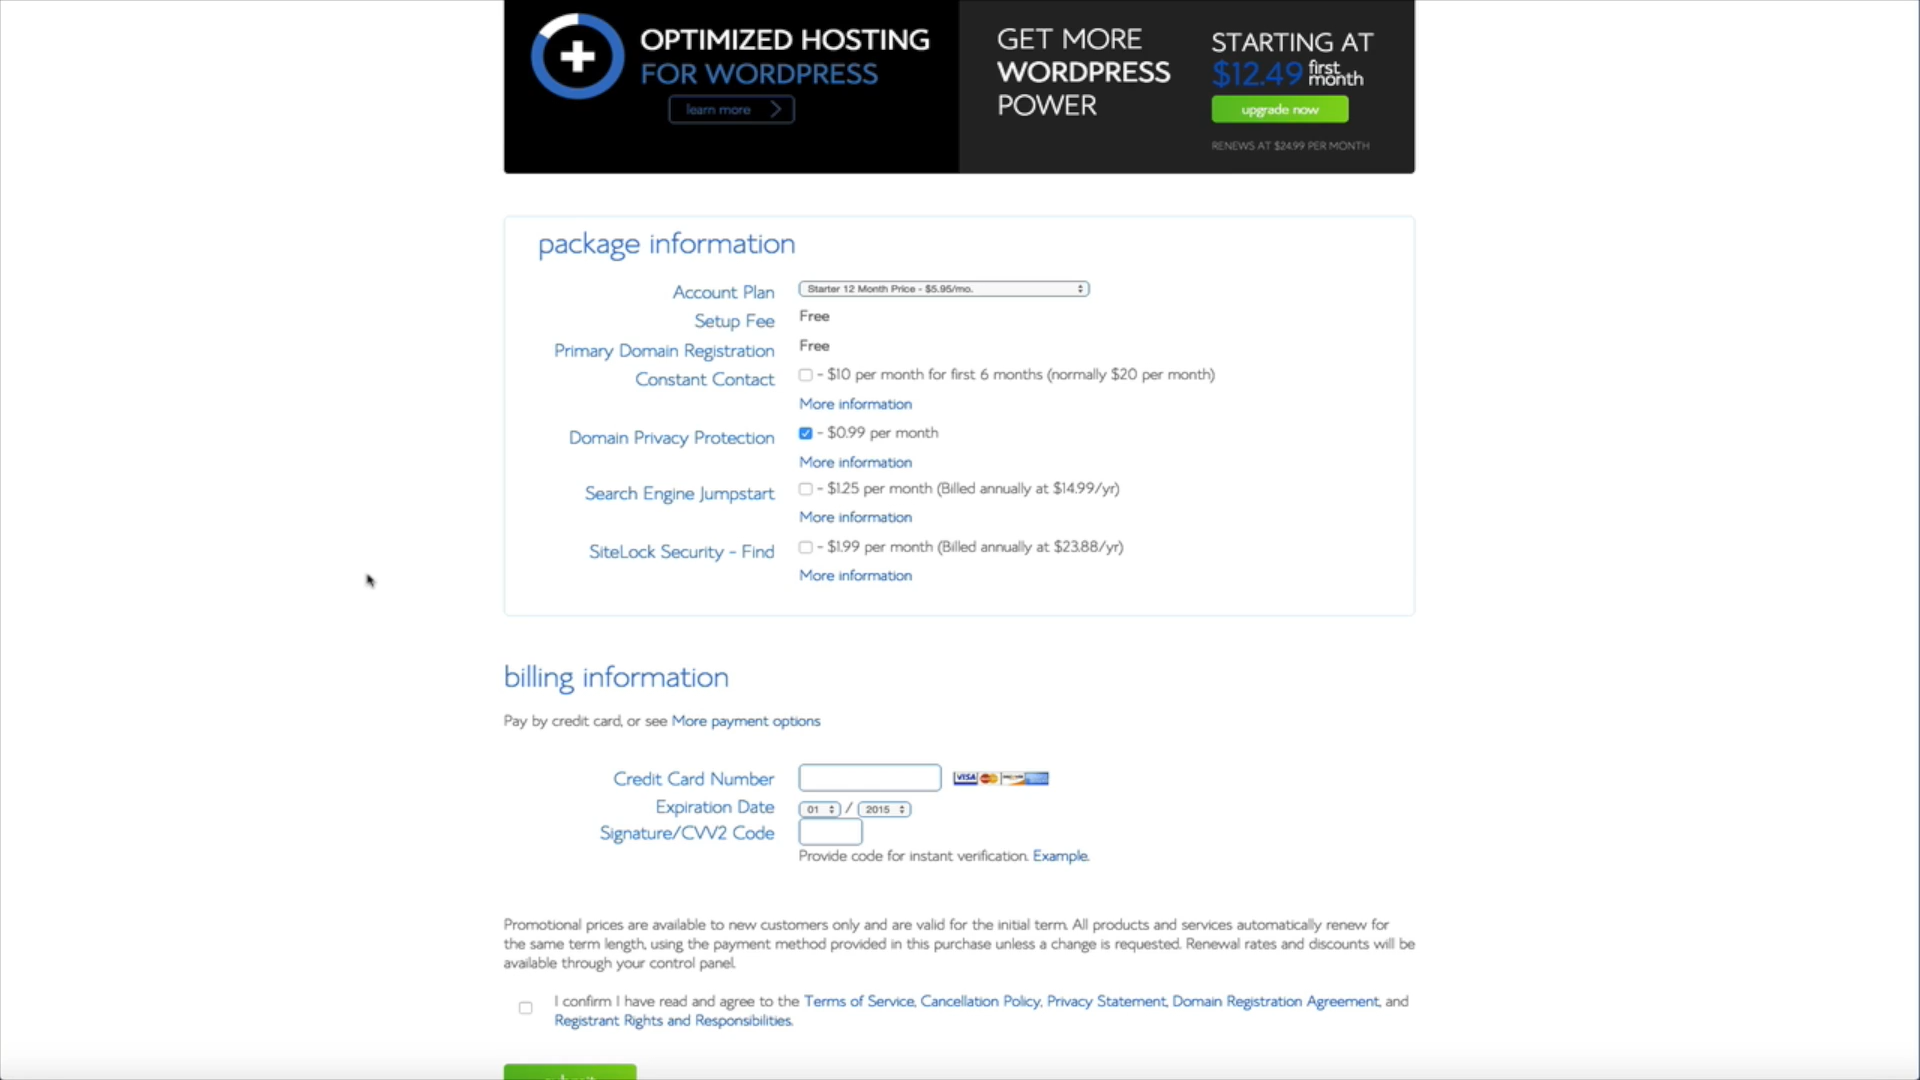 OPTIMIZED HOSTING
FOR WORDPRESS
learn more
GET MORE
WORDPRESS
POWER
STARTING AT
$12.49 first month
upgrade now
RENEWS AT $24.99 PER MONTH
package information
Account Plan Starter 12 Month Price - $5.95/mo.
Setup Fee Free
Primary Domain Registration Free
Constant Contact - $10 per month for first 6 months (normally $20 per month)
More information
Domain Privacy Protection - $0.99 per month
More information
Search Engine Jumpstart - $1.25 per month (Billed annually at $14.99/yr)
More information
SiteLock Security - Find - $1.99 per month (Billed annually at $23.88/yr)
More information
billing information
Pay by credit card, or see More payment options
Credit Card Number VISA
Expiration Date 01 / 2015
Signature/CVV2 Code
Provide code for instant verification. Example.
Promotional prices are available to new customers only and are valid for the initial term. All products and services automatically renew for
the same term length, using the payment method provided in this purchase unless a change is requested. Renewal rates and discounts will be
available through your control panel.
I confirm I have read and agree to the Terms of Service, Cancellation Policy, Privacy Statement, Domain Registration Agreement, and
Registrant Rights and Responsibilities.